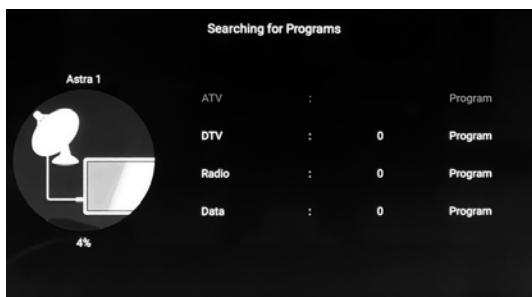 Searching for Programs
Astra 1
ATV : Program
DTV : 0 Program
Radio : 0 Program
Data : 0 Program
4%